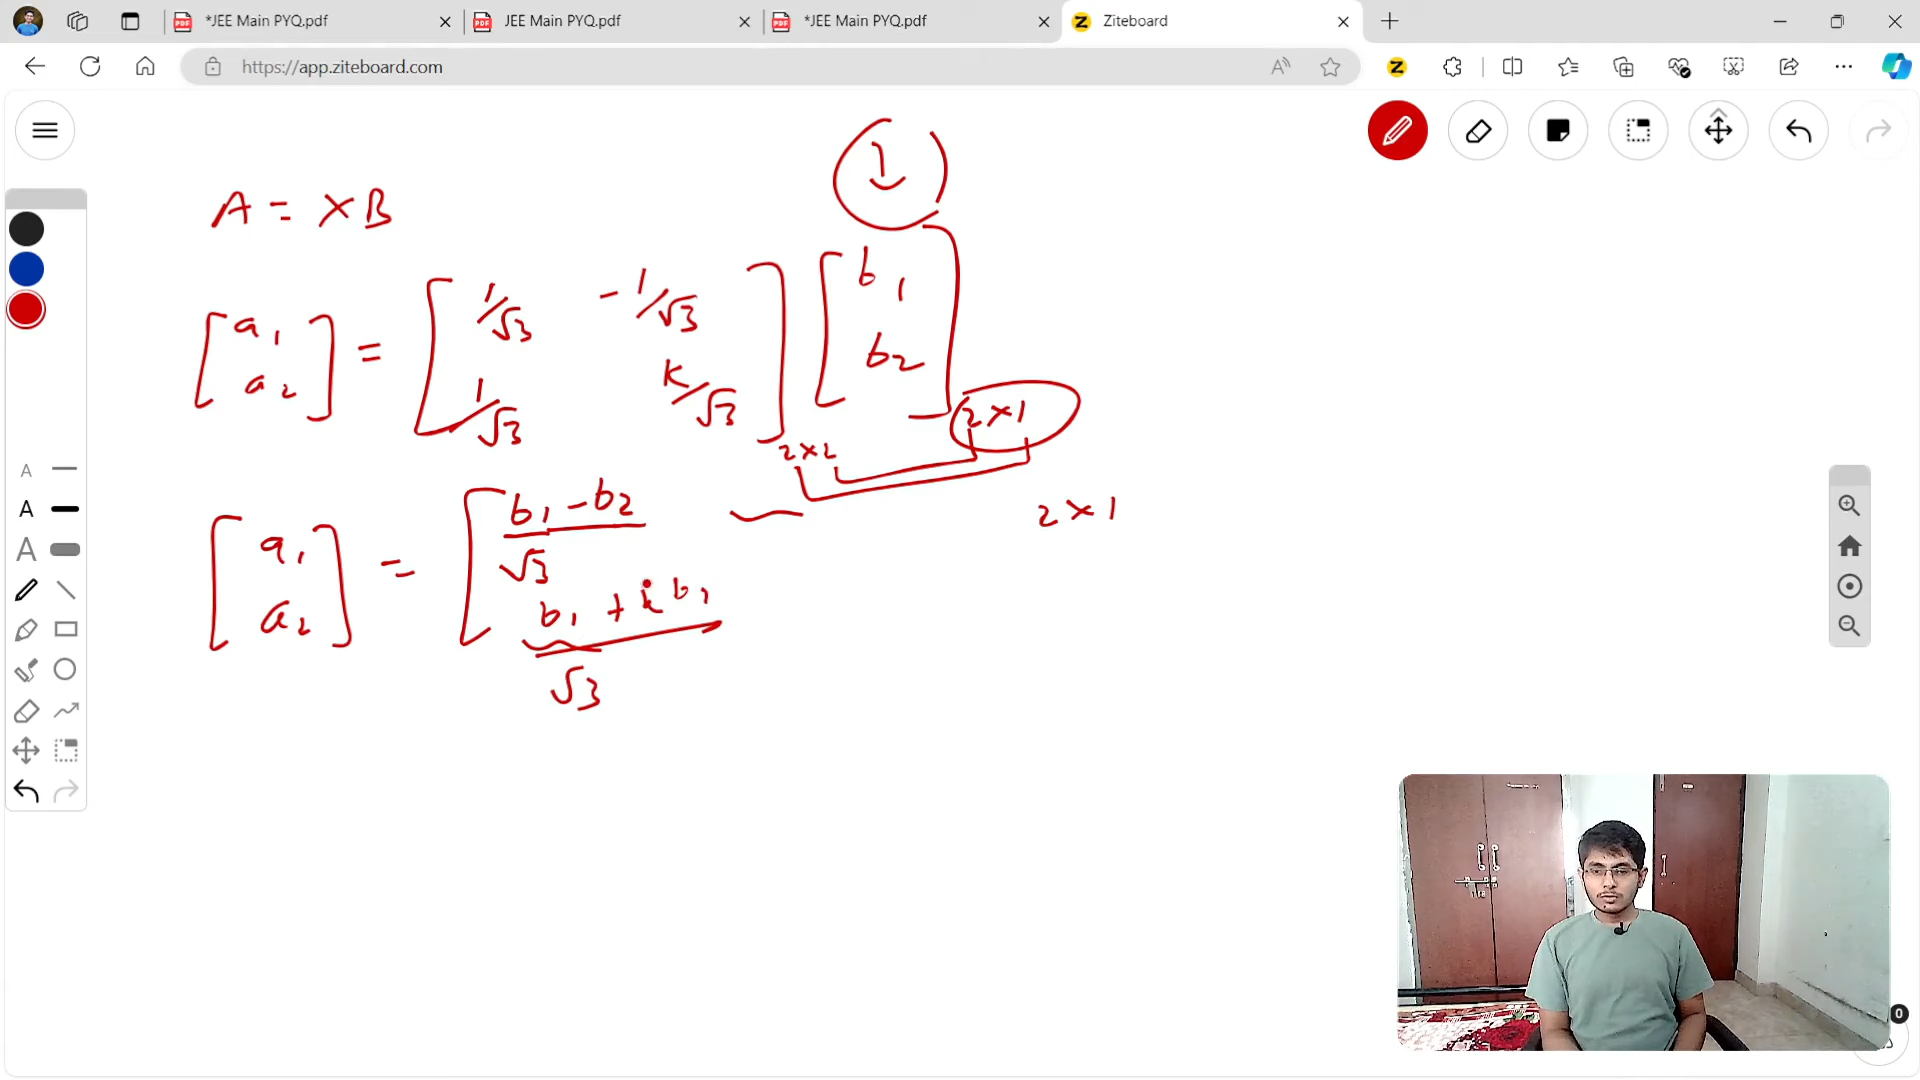 *JEE Main PYQ.pdf
JEE Main PYQ.pdf
*JEE Main PYQ.pdf
Ziteboard
https://app.ziteboard.com
A = XB
1
[a1 a2] = [1/√3 -1/√3
1/√3 K/√3] 2×2 [b1 b2] 2×1
2×1
[a1 a2] = [b1-b2
√3
b1 + k b1
√3
A
A
A
0